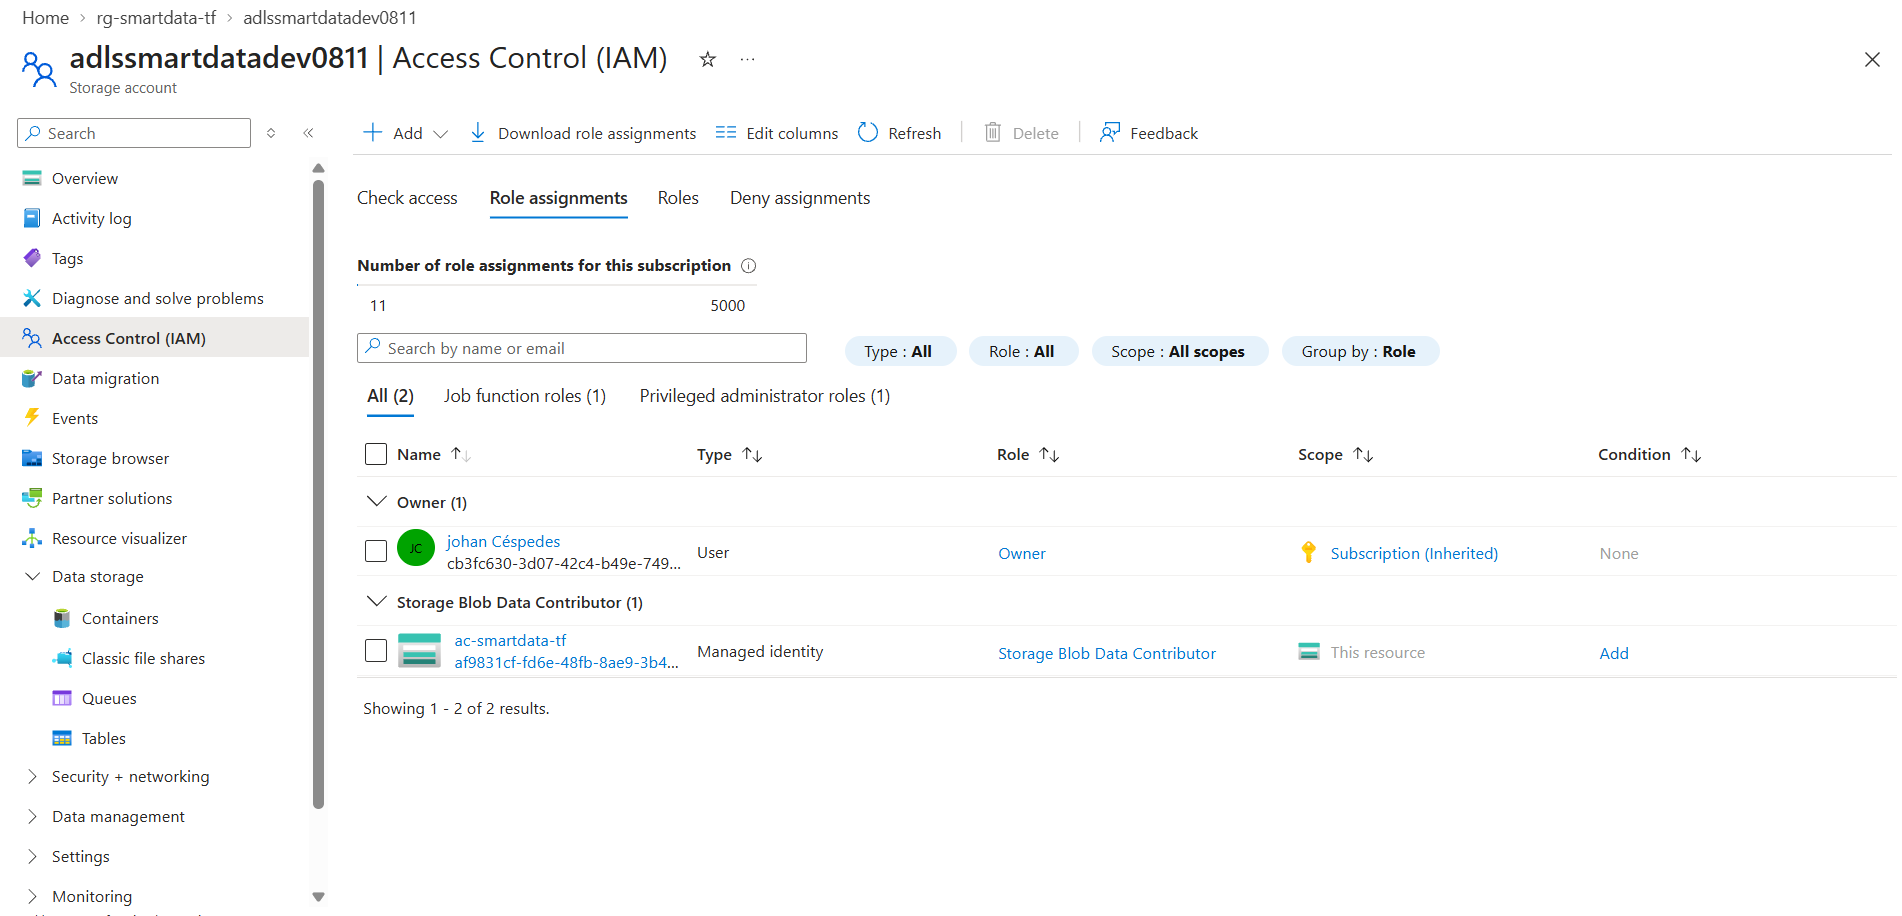 Home > rg-smartdata-tf > adlssmartdatadev0811
adlssmartdatadev0811 | Access Control (IAM)
Storage account
Search
Add
Download role assignments
Edit columns
Refresh
Delete
Feedback
Overview
Activity log
Tags
Diagnose and solve problems
Access Control (IAM)
Data migration
Events
Storage browser
Partner solutions
Resource visualizer
Data storage
Containers
Classic file shares
Queues
Tables
Security + networking
Data management
Settings
Monitoring
Check access
Role assignments
Roles
Deny assignments
Number of role assignments for this subscription
11 5000
Search by name or email
Type : All
Role : All
Scope : All scopes
Group by : Role
All (2)
Job function roles (1)
Privileged administrator roles (1)
Name Type Role Scope Condition
Owner (1)
JC
johan Céspedes
cb3fc630-3d07-42c4-b49e-749...
User
Owner
Subscription (Inherited)
None
Storage Blob Data Contributor (1)
ac-smartdata-tf
af9831cf-fd6e-48fb-8ae9-3b4...
Managed identity
Storage Blob Data Contributor
This resource
Add
Showing 1 - 2 of 2 results.